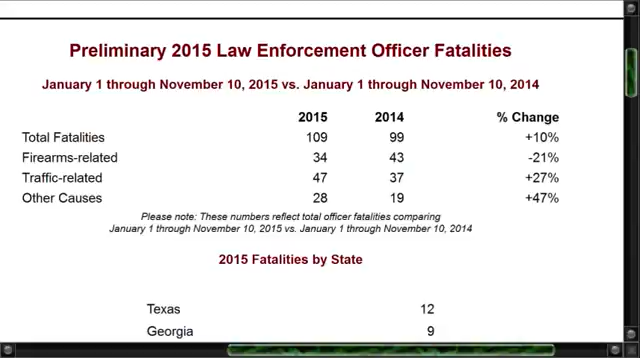 Preliminary 2015 Law Enforcement Officer Fatalities
January 1 through November 10, 2015 vs. January 1 through November 10, 2014
2015 2014 % Change
Total Fatalities 109 99 +10%
Firearms-related 34 43 -21%
Traffic-related 47 37 +27%
Other Causes 28 19 +47%
Please note: These numbers reflect total officer fatalities comparing
January 1 through November 10, 2015 vs. January 1 through November 10, 2014
2015 Fatalities by State
Texas 12
Georgia 9